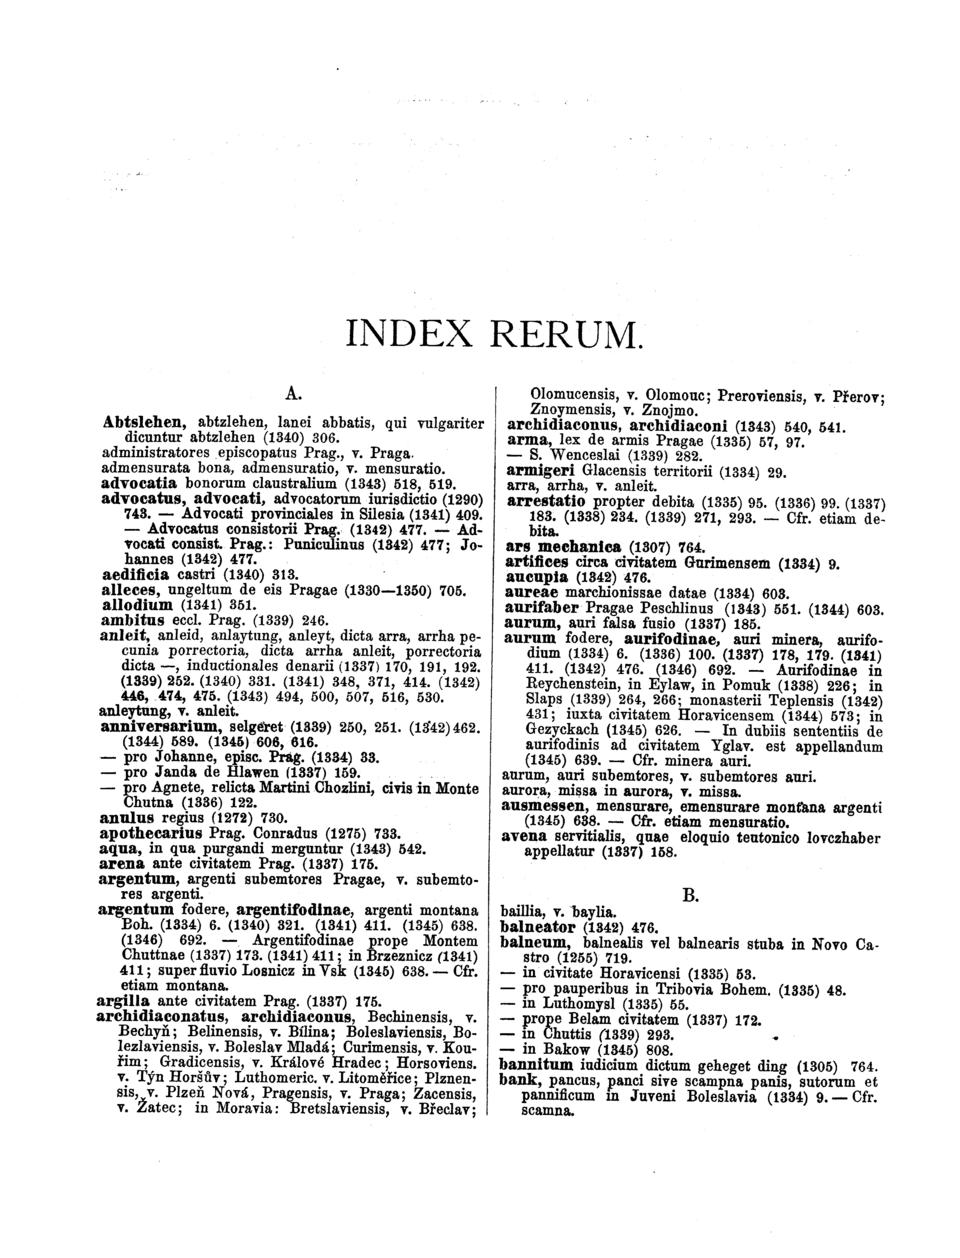 INDEX RERUM.
A.
Abtslehen, abtzlehen, lanei abbatis, qui vulgariter
dicuntur abtzlehen (1340) 306.
administratores episcopatus Prag., v. Praga.
admensurata bona, admensuratio, v. mensuratio.
advocatia bonorum claustralium (1343) 518, 519.
advocatus, advocati, advocatorum iurisdictio (1290)
743. — Advocati provinciales in Silesia (1341) 409.
— Advocatus consistorii Prag. (1342) 477. — Ad-
vocati consist. Prag.: Puniculinus (1342) 477; Jo-
hannes (1342) 477.
aedificia castri (1340) 313.
alleces, ungeltum de eis Pragae (1330—1350) 705.
allodium (1341) 351.
ambitus eccl. Prag. (1339) 246.
anleit, anleid, anlaytung, anleyt, dicta arra, arrha pe-
cunia porrectoria, dicta arrha anleit, porrectoria
dicta —, inductionales denarii (1337) 170, 191, 192.
(1339) 252. (1340) 331. (1341) 348, 371, 414. (1342)
446, 474, 475. (1343) 494, 500, 507, 516, 530.
anleytung, v. anleit.
anniversarium, selgeret (1339) 250, 251. (1342) 462.
(1344) 589. (1345) 606, 616.
— pro Johanne, episc. Prag. (1334) 33.
— pro Janda de Hlawen (1337) 159.
— pro Agnete, relicta Martini Chozlini, civis in Monte
Chutna (1336) 122.
anulus regius (1272) 730.
apothecarius Prag. Conradus (1275) 733.
aqua, in qua purgandi merguntur (1343) 542.
arena ante civitatem Prag. (1337) 175.
argentum, argenti subemtores Pragae, v. subemto-
res argenti.
argentum fodere, argentifodinae, argenti montana
Boh. (1334) 6. (1340) 321. (1341) 411. (1345) 638.
(1346) 692. — Argentifodinae prope Montem
Chuttnae (1337) 173. (1341) 411; in Brzeznicz (1341)
411; super fluvio Losnicz in Vsk (1345) 638. — Cfr.
etiam montana.
argilla ante civitatem Prag. (1337) 175.
archidiaconatus, archidiaconus, Bechinensis, v.
Bechyň; Belinensis, v. Bílina; Boleslaviensis, Bo-
lezlaviensis, v. Boleslav Mladá; Curimensis, v. Kou-
řim; Gradicensis, v. Králové Hradec; Horsoviens.
v. Týn Horšův; Luthomeric. v. Litoměřice; Plznen-
sis, v. Plzeň Nová, Pragensis, v. Praga; Zacensis,
v. Žatec; in Moravia: Bretslaviensis, v. Břeclav;
Olomucensis, v. Olomouc; Preroviensis, v. Přerov;
Znoymensis, v. Znojmo.
archidiaconus, archidiaconi (1343) 540, 541.
arma, lex de armis Pragae (1335) 57, 97.
— S. Wenceslai (1339) 282.
armigeri Glacensis territorii (1334) 29.
arra, arrha, v. anleit.
arrestatio propter debita (1335) 95. (1336) 99. (1337)
183. (1338) 234. (1339) 271, 293. — Cfr. etiam de-
bita.
ars mechanica (1307) 764.
artifices circa civitatem Gurimensem (1334) 9.
aucupia (1342) 476.
aureae marchionissae datae (1334) 603.
aurifaber Pragae Peschlinus (1343) 551. (1344) 603.
aurum, auri falsa fusio (1337) 185.
aurum fodere, aurifodinae, auri minera, aurifo-
dium (1334) 6. (1336) 100. (1337) 178, 179. (1341)
411. (1342) 476. (1346) 692. — Aurifodinae in
Reychenstein, in Eylaw, in Pomuk (1338) 226; in
Slaps (1339) 264, 266; monasterii Teplensis (1342)
431; iuxta civitatem Horavicensem (1344) 573; in
Gezyckach (1345) 626. — In dubiis sententiis de
aurifodinis ad civitatem Yglav. est appellandum
(1345) 639. — Cfr. minera auri.
aurum, auri subemtores, v. subemtores auri.
aurora, missa in aurora, v. missa.
ausmessen, mensurare, emensurare montana argenti
(1345) 638. — Cfr. etiam mensuratio.
avena servitialis, quae eloquio teutonico lovczhaber
appellatur (1337) 158.
B.
baillia, v. baylia.
balneator (1342) 476.
balneum, balnealis vel balnearis stuba in Novo Ca-
stro (1255) 719.
— in civitate Horavicensi (1335) 53.
— pro pauperibus in Tribovia Bohem. (1335) 48.
— in Luthomysl (1335) 55.
— prope Belam civitatem (1337) 172.
— in Chuttis (1339) 293.
— in Bakow (1345) 808.
bannitum iudicium dictum geheget ding (1305) 764.
bank, pancus, panci sive scampna panis, sutorum et
pannificum in Juveni Boleslavia (1334) 9. — Cfr.
scamna.